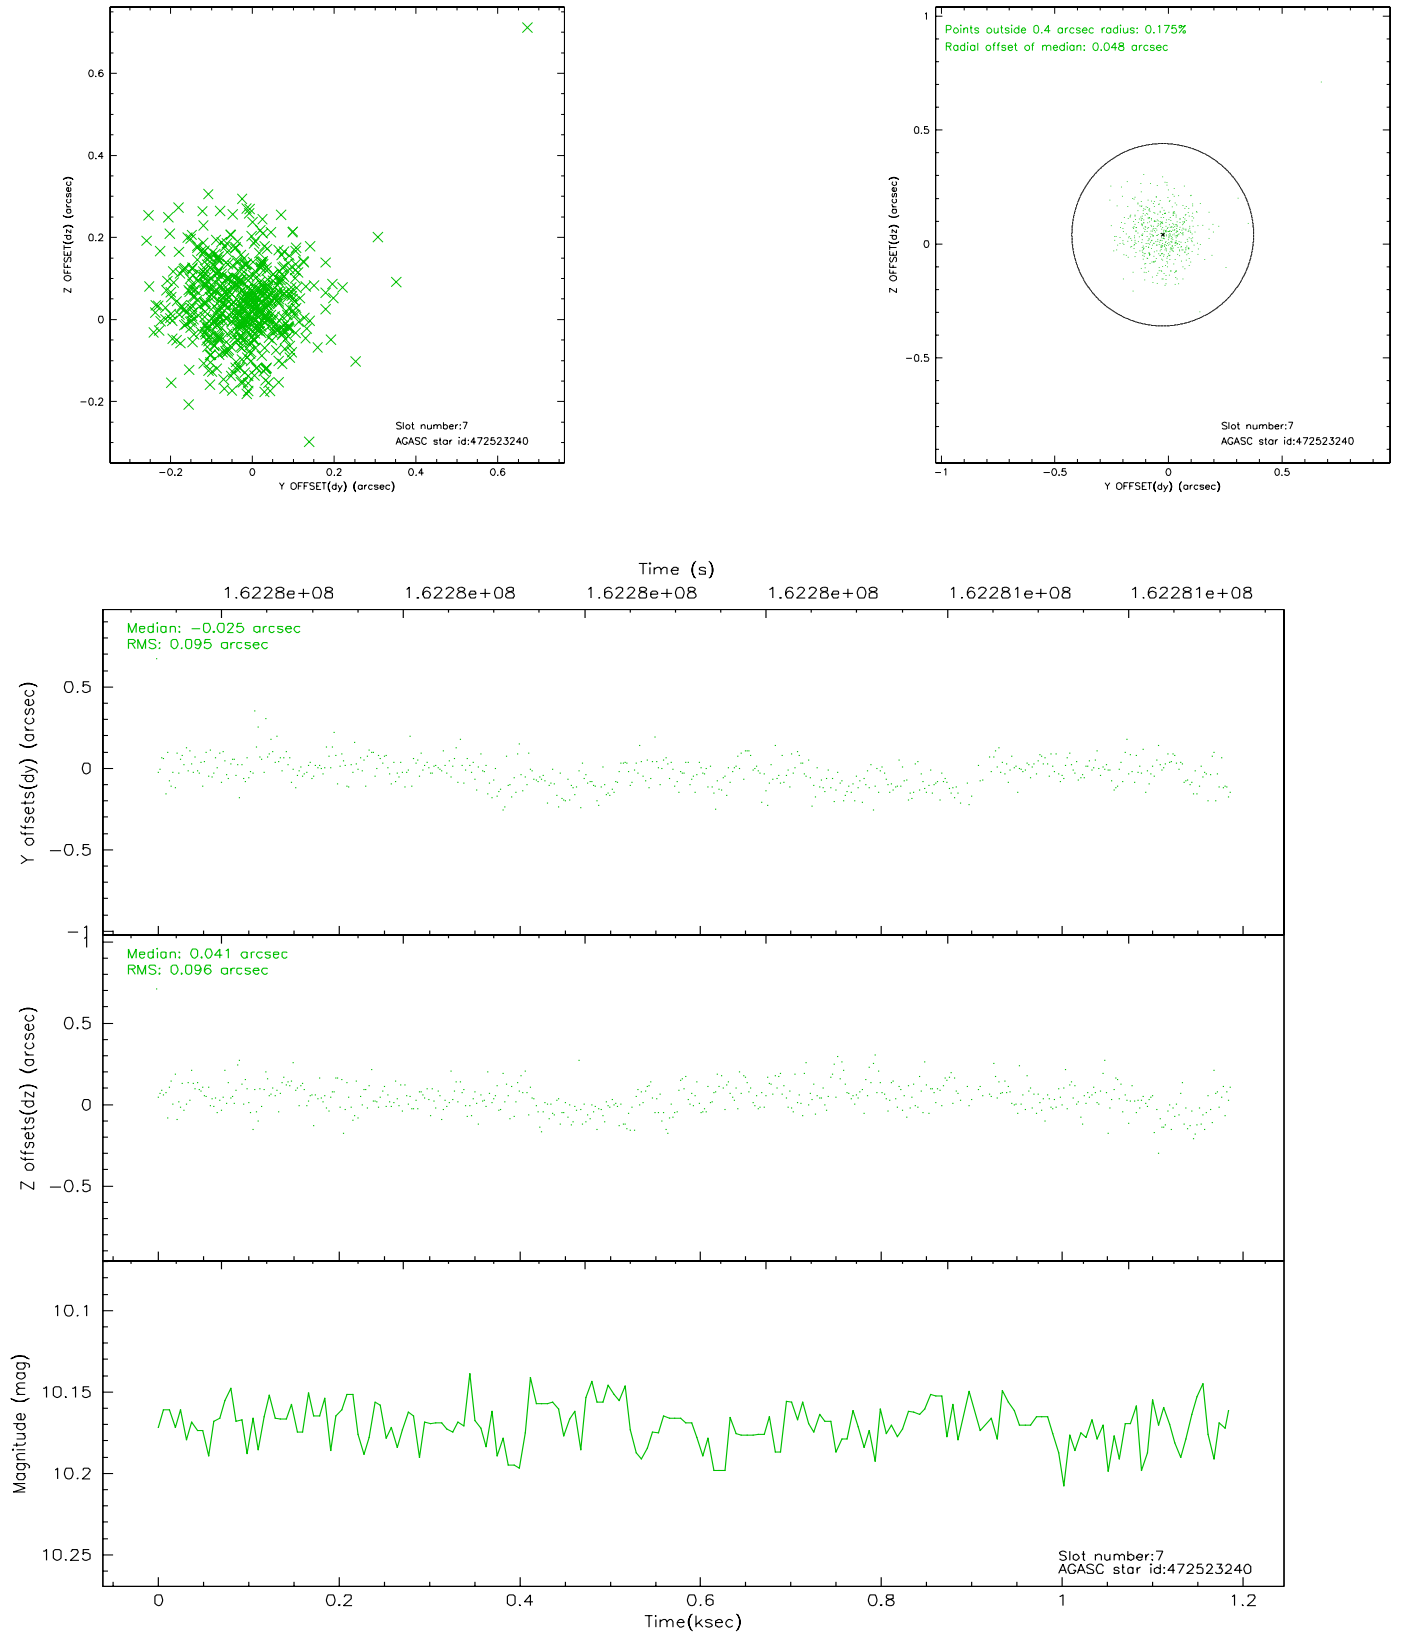 0.6
0.4
0.2
0
−0.2
Z OFFSET(dz) (arcsec)
Slot number:7
AGASC star id:472523240
−0.2 0 0.2 0.4 0.6
Y OFFSET(dy) (arcsec)
Points outside 0.4 arcsec radius: 0.175%
Radial offset of median: 0.048 arcsec
1
0.5
0
−0.5
Z OFFSET(dz) (arcsec)
Slot number:7
AGASC star id:472523240
−1 −0.5 0 0.5
Y OFFSET(dy) (arcsec)
Time (s)
1.6228e+08 1.6228e+08 1.6228e+08 1.6228e+08 1.62281e+08 1.62281e+08
Median: −0.025 arcsec
RMS: 0.095 arcsec
0.5
0
−0.5
−1
Y offsets(dy) (arcsec)
Median: 0.041 arcsec
RMS: 0.096 arcsec
1
0.5
0
−0.5
Z offsets(dz) (arcsec)
10.1
10.15
10.2
10.25
Magnitude (mag)
Slot number:7
AGASC star id:472523240
0 0.2 0.4 0.6 0.8 1 1.2
Time(ksec)